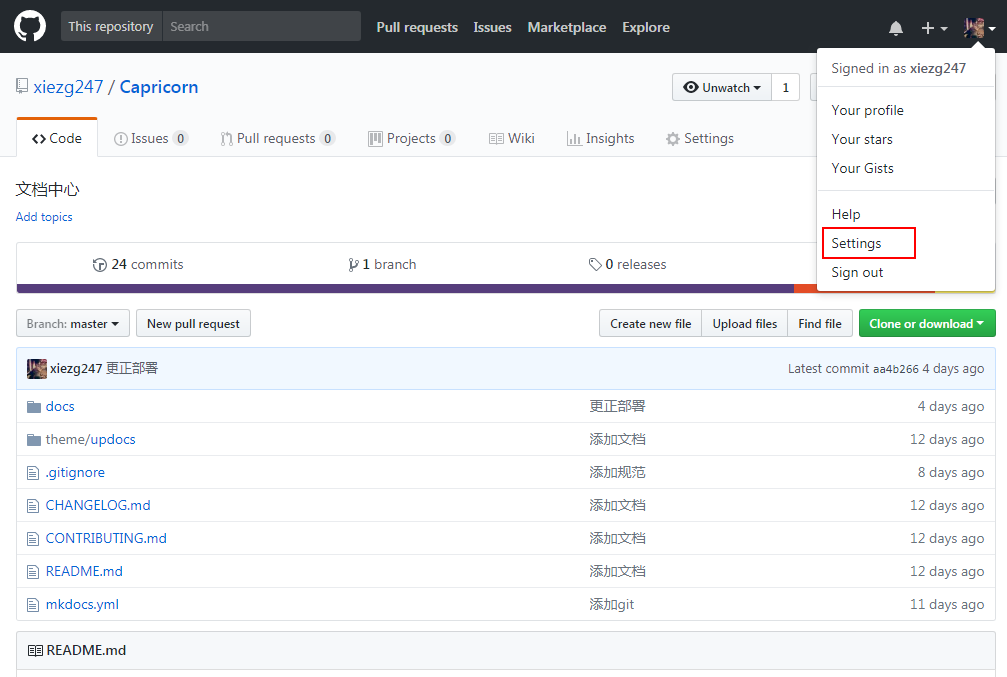 This repository Search Pull requests Issues Marketplace Explore
Signed in as xiezg247
xiezg247 / Capricorn Unwatch 1
Your profile
Your stars
Your Gists
Help
Settings
Sign out
Code Issues 0 Pull requests 0 Projects 0 Wiki Insights Settings
文档中心
Add topics
24 commits 1 branch 0 releases
Branch: master New pull request Create new file Upload files Find file Clone or download
xiezg247 更正部署 Latest commit aa4b266 4 days ago
docs 更正部署 4 days ago
theme/updocs 添加文档 12 days ago
.gitignore 添加规范 8 days ago
CHANGELOG.md 添加文档 12 days ago
CONTRIBUTING.md 添加文档 12 days ago
README.md 添加文档 12 days ago
mkdocs.yml 添加git 11 days ago
README.md